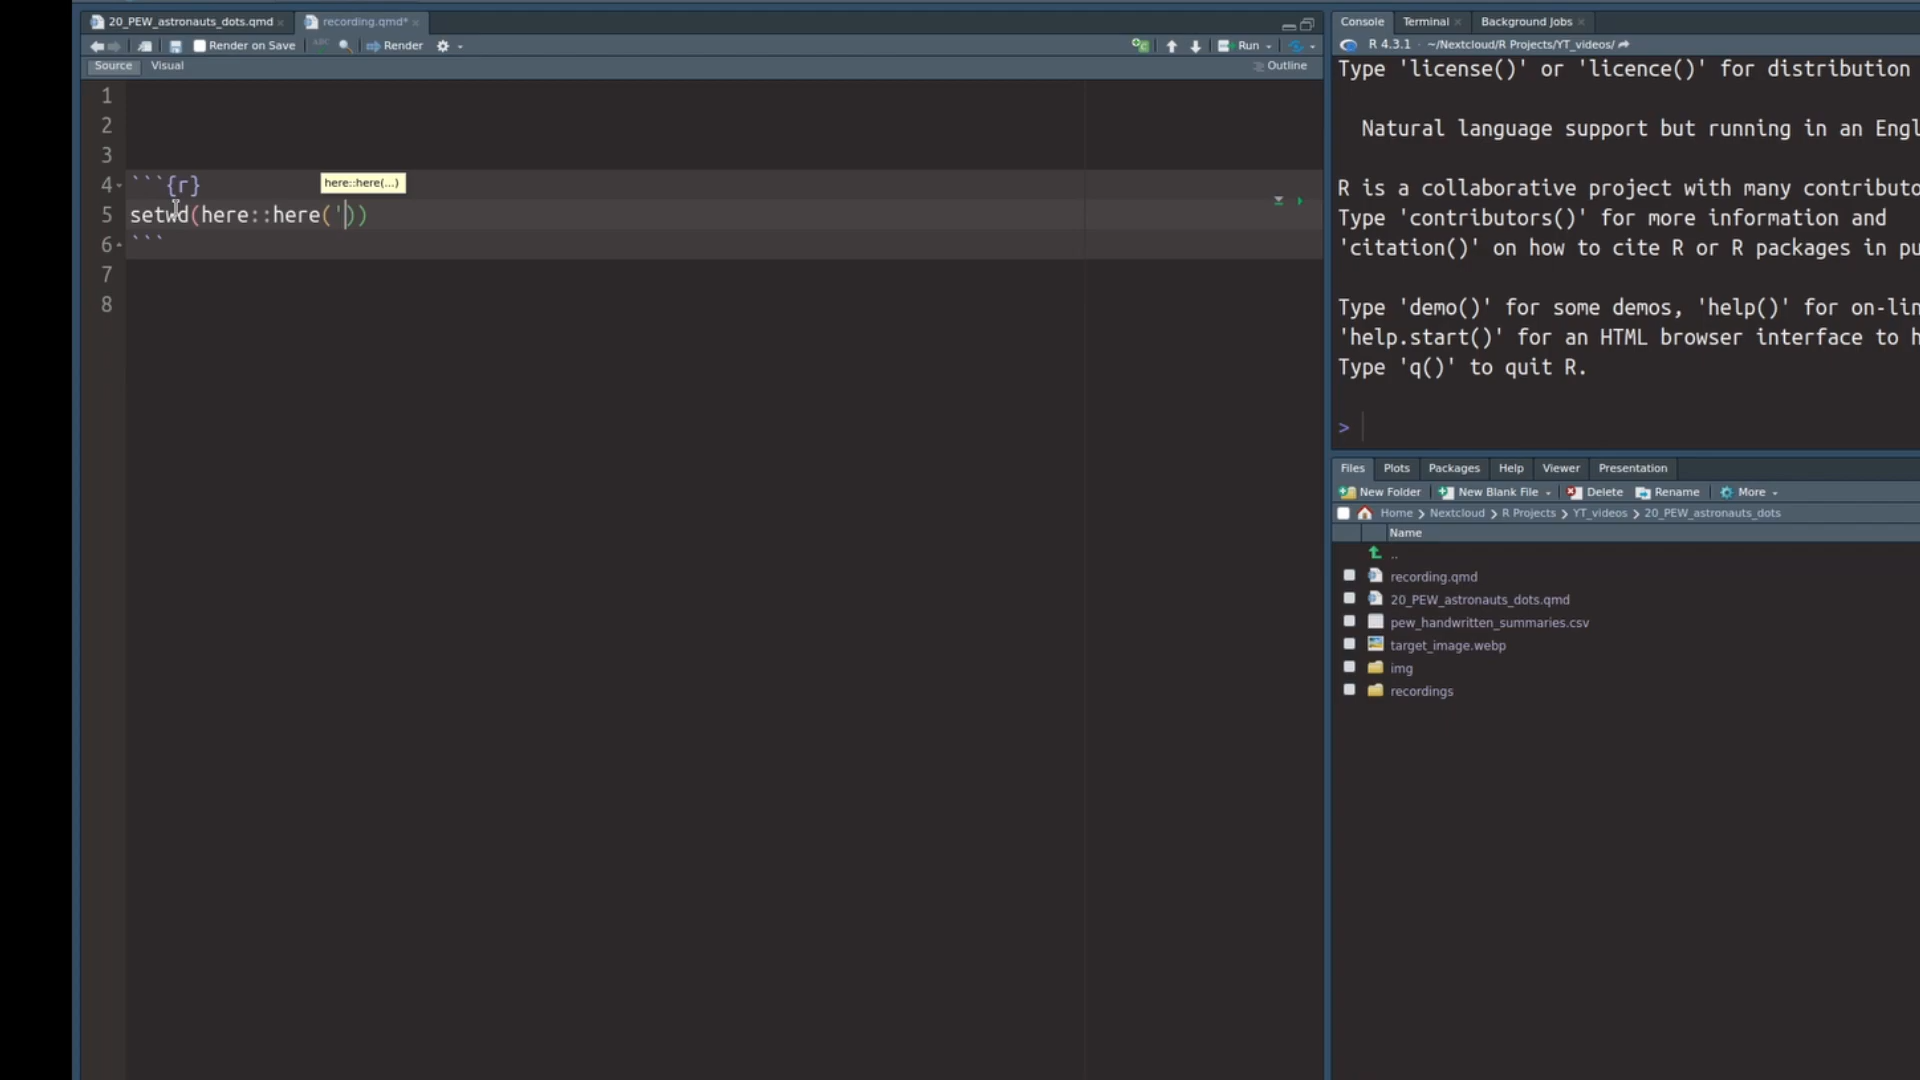 20_PEW_astronauts_dots.qmd × recording.qmd* ×
Render on Save ABC Render Run
Source Visual Outline
1
2
3
4 ```{r}
here::here(...)
5 setwd(here::here('))
6 ```
7
8
Console Terminal × Background Jobs ×
R 4.3.1 · ~/Nextcloud/R Projects/YT_videos/
Type 'license()' or 'licence()' for distribution
Natural language support but running in an Engl
R is a collaborative project with many contributo
Type 'contributors()' for more information and
'citation()' on how to cite R or R packages in pu
Type 'demo()' for some demos, 'help()' for on-lin
'help.start()' for an HTML browser interface to h
Type 'q()' to quit R.
>
Files Plots Packages Help Viewer Presentation
New Folder New Blank File Delete Rename More
Home > Nextcloud > R Projects > YT_videos > 20_PEW_astronauts_dots
Name
..
recording.qmd
20_PEW_astronauts_dots.qmd
pew_handwritten_summaries.csv
target_image.webp
img
recordings